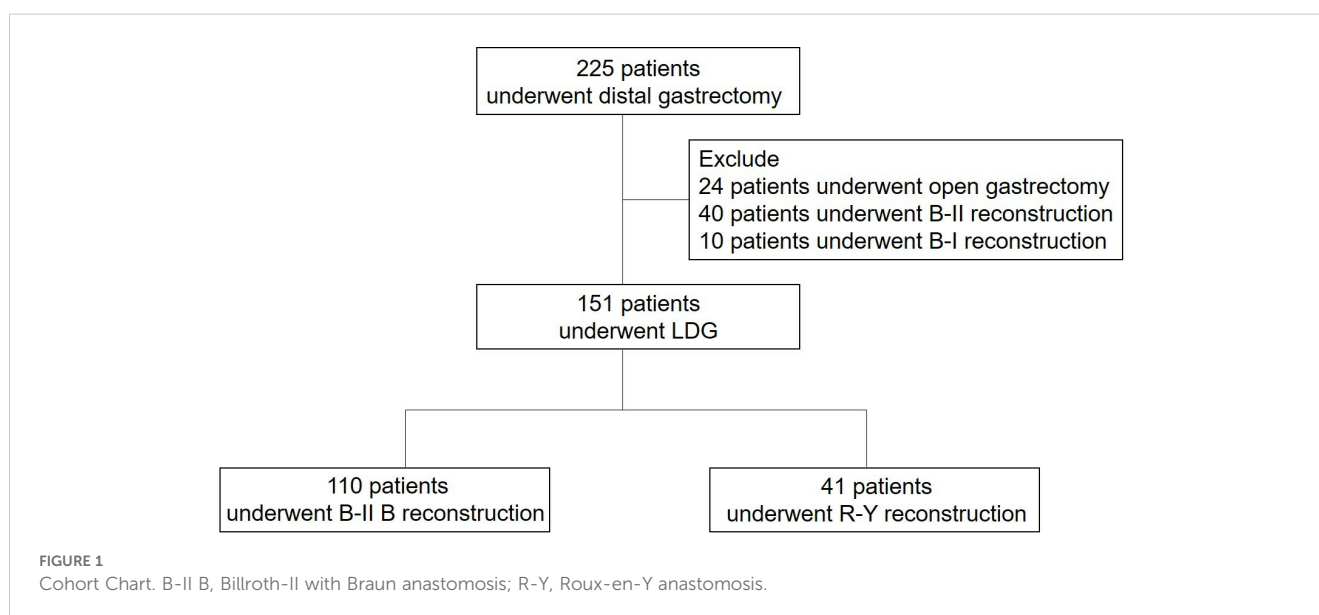 225 patients
underwent distal gastrectomy
Exclude
24 patients underwent open gastrectomy
40 patients underwent B-II reconstruction
10 patients underwent B-I reconstruction
151 patients
underwent LDG
110 patients
underwent B-II B reconstruction
41 patients
underwent R-Y reconstruction
FIGURE 1
Cohort Chart. B-II B, Billroth-II with Braun anastomosis; R-Y, Roux-en-Y anastomosis.